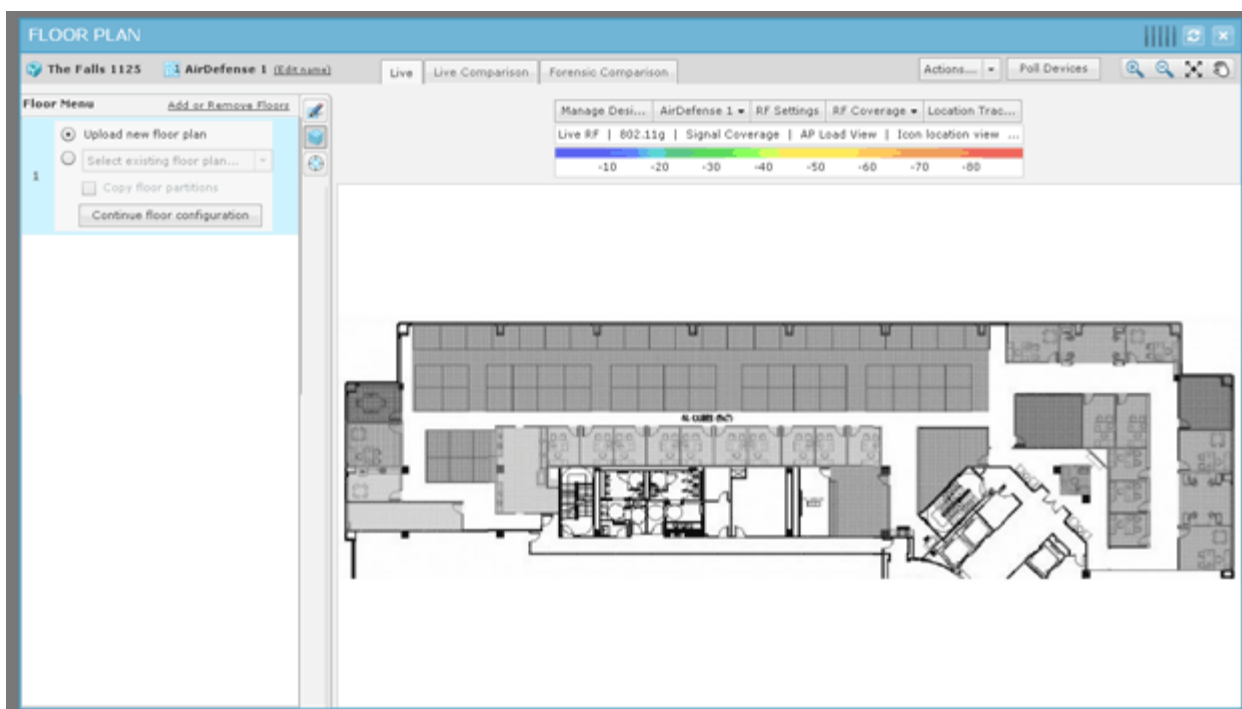 FLOOR PLAN
The Falls 1125 1 AirDefense 1 (Edit name) Live Live Comparison Forensic Comparison Actions... Poll Devices
Floor Menu Add or Remove Floors
Manage Desi... AirDefense 1 RF Settings RF Coverage Location Trac...
Upload new floor plan
Live RF | 802.11g | Signal Coverage | AP Load View | Icon location view ...
Select existing floor plan...
-10 -20 -30 -40 -50 -60 -70 -80
1
Copy floor partitions
Continue floor configuration